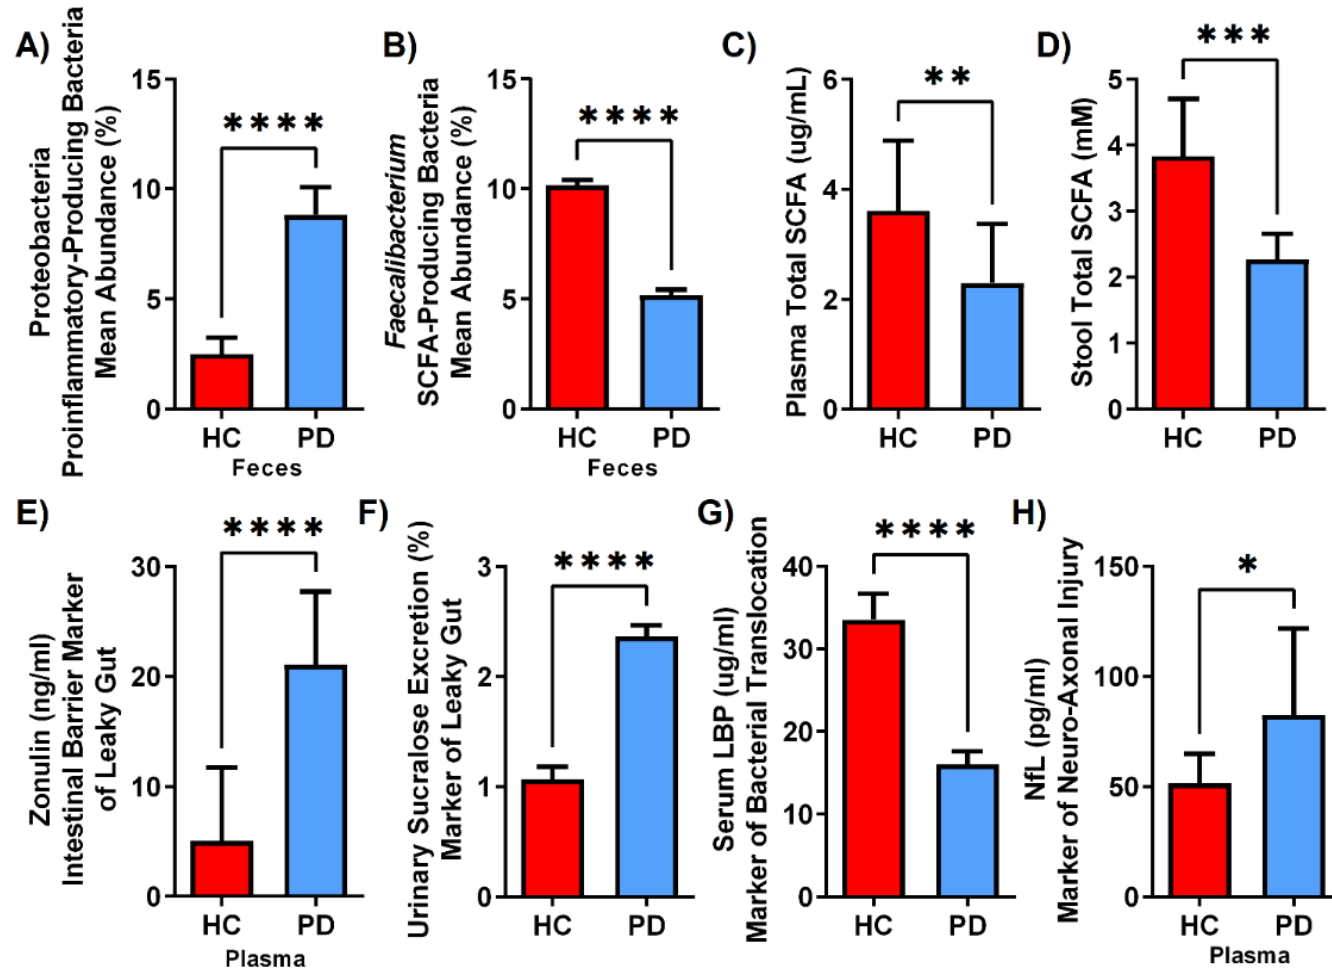 A)
Proteobacteria
Proinflammatory-Producing Bacteria
Mean Abundance (%)
15
10
5
0
****
HC PD
Feces
B)
Faecalibacterium
SCFA-Producing Bacteria
Mean Abundance (%)
15
10
5
0
****
HC PD
Feces
C)
Plasma Total SCFA (ug/mL)
6
4
2
0
**
HC PD
D)
Stool Total SCFA (mM)
5
4
3
2
1
0
***
HC PD
E)
Zonulin (ng/ml)
Intestinal Barrier Marker
of Leaky Gut
30
20
10
0
****
HC PD
Plasma
F)
Urinary Sucralose Excretion (%)
Marker of Leaky Gut
3
2
1
0
****
HC PD
G)
Serum LBP (ug/ml)
Marker of Bacterial Translocation
40
30
20
10
0
****
HC PD
H)
NfL (pg/ml)
Marker of Neuro-Axonal Injury
150
100
50
0
*
HC PD
Plasma